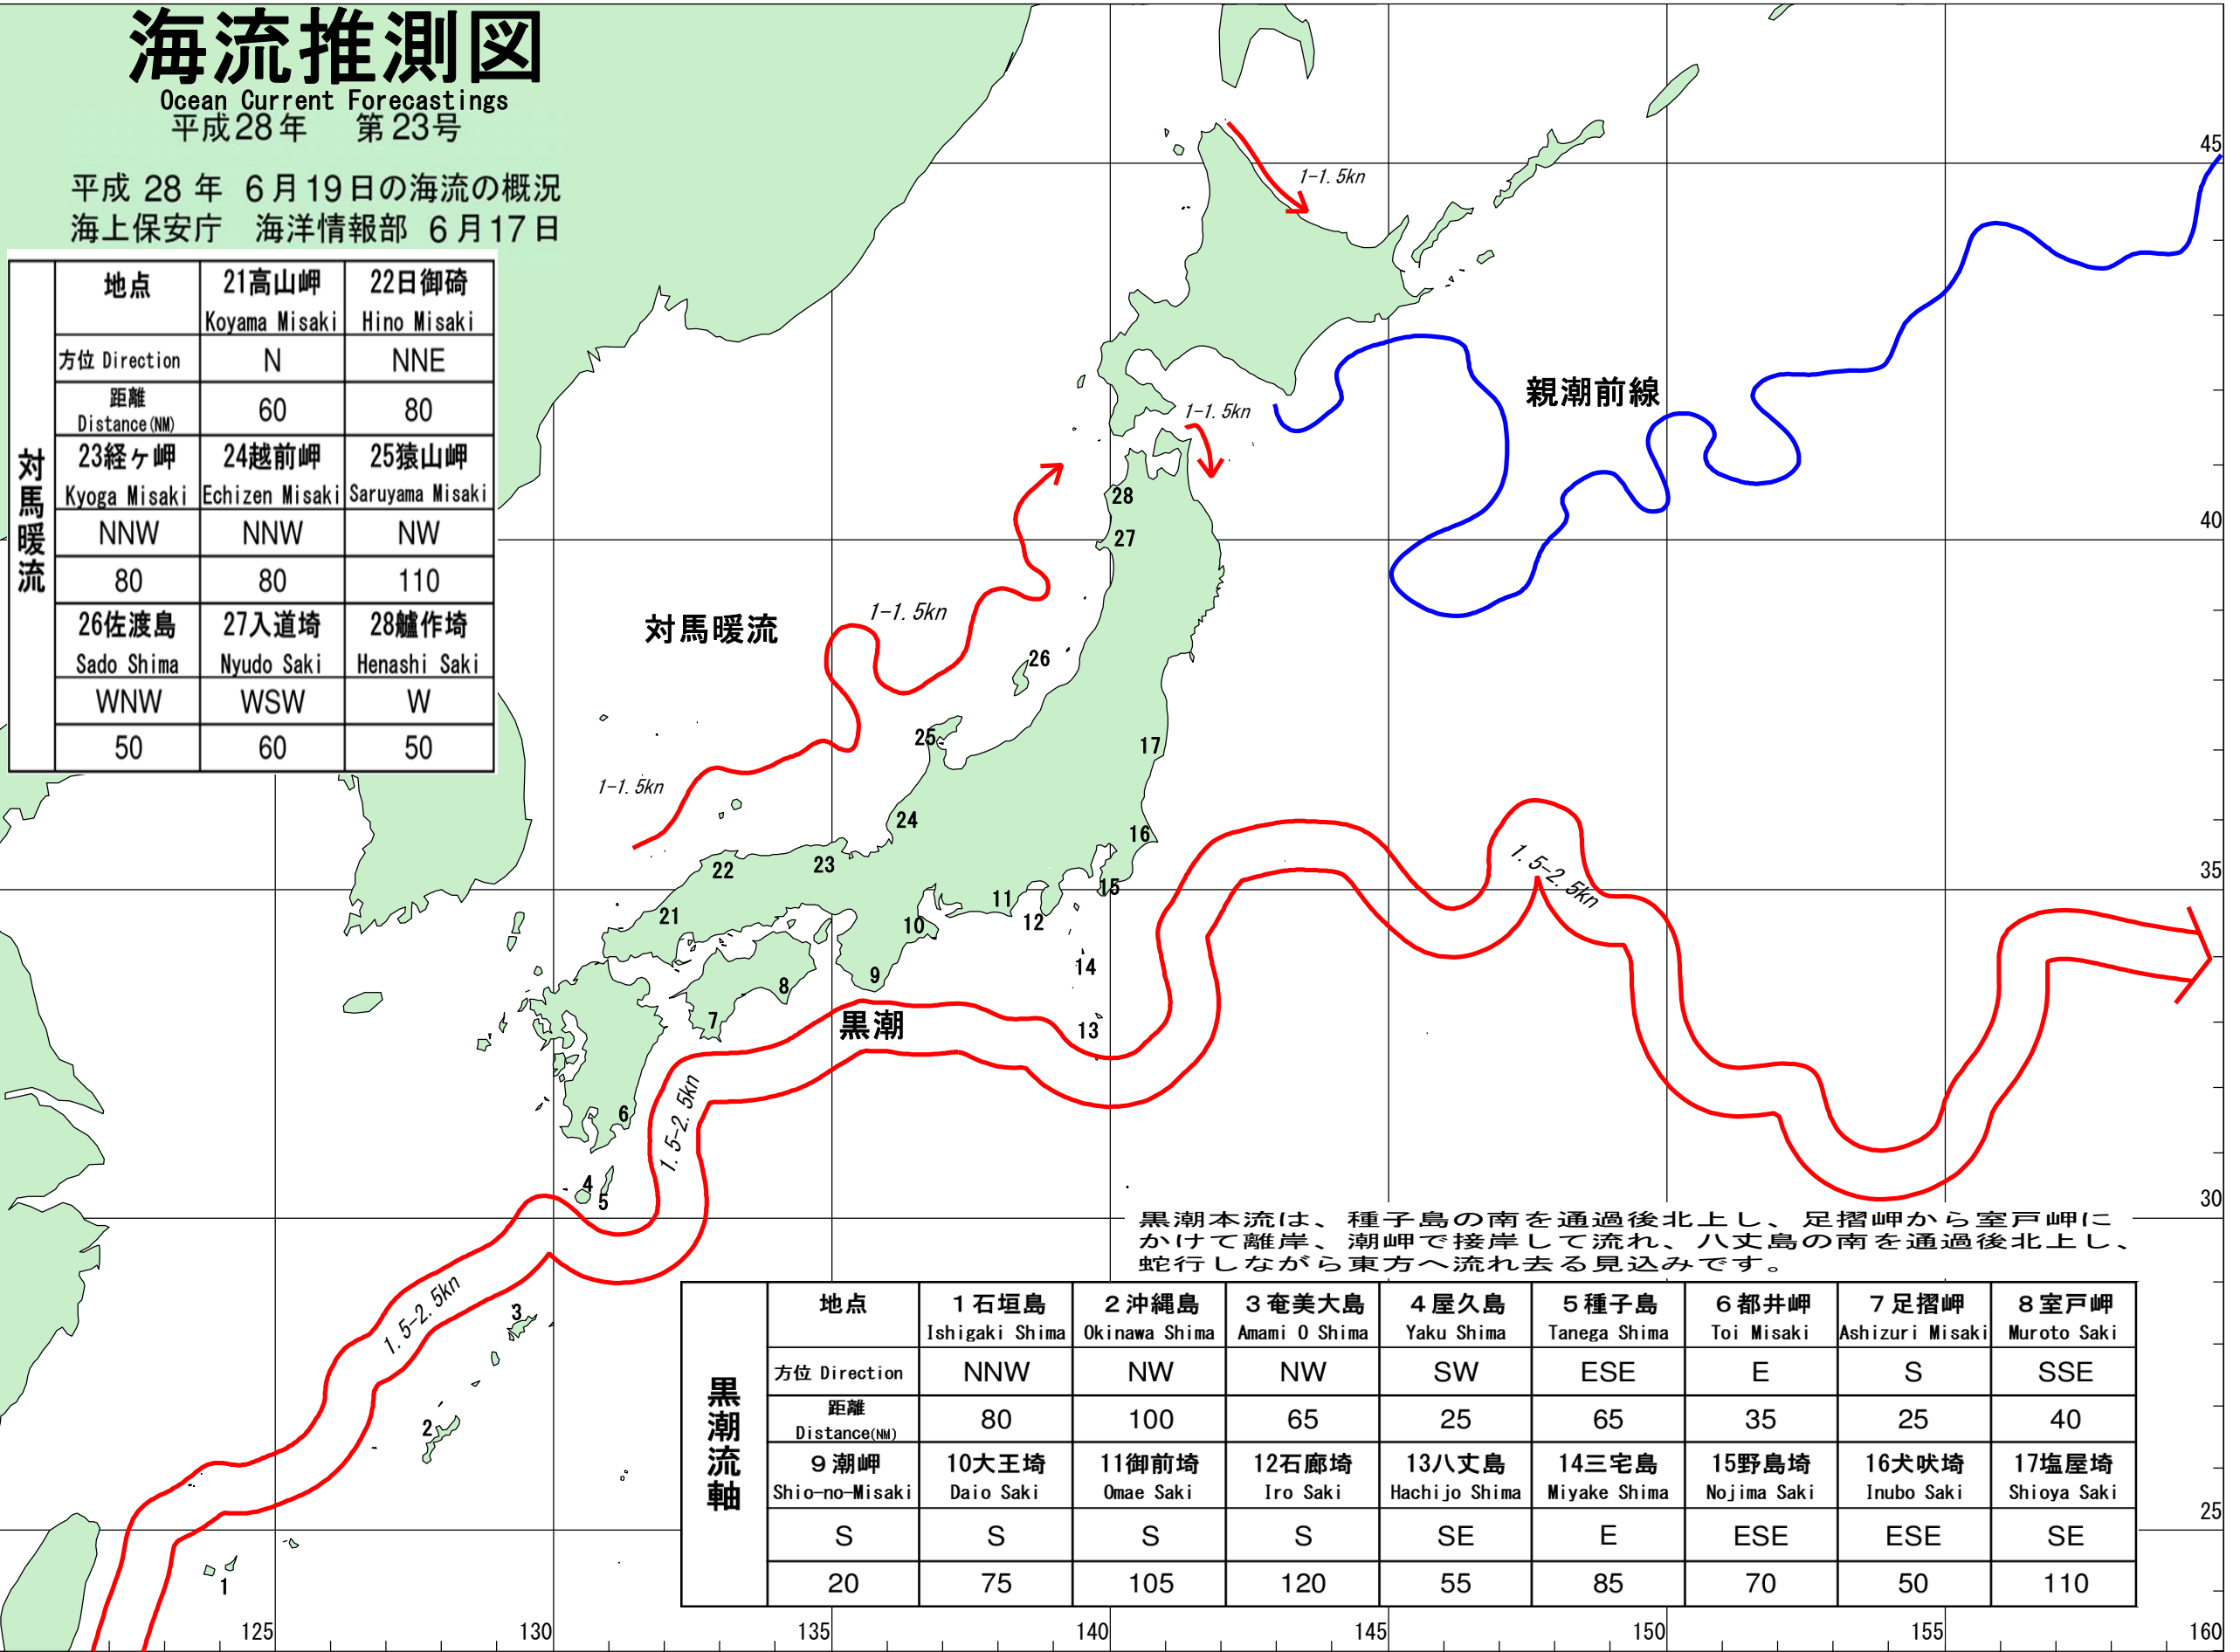 海流推測図
Ocean Current Forecastings
平成28年 第23号
平成 28 年 6月19日の海流の概況
海上保安庁 海洋情報部 6月17日
対馬暖流
地点 21高山岬 22日御碕
Koyama Misaki Hino Misaki
方位 Direction N NNE
距離 Distance(NM) 60 80
23経ヶ岬 24越前岬 25猿山岬
Kyoga Misaki Echizen Misaki Saruyama Misaki
NNW NNW NW
80 80 110
26佐渡島 27入道埼 28艫作埼
Sado Shima Nyudo Saki Henashi Saki
WNW WSW W
50 60 50
1-1.5kn
45
親潮前線
1-1.5kn
28
40
27
1-1.5kn
対馬暖流
26
25
17
1-1.5kn
24
16
22
23
1.5-2.5kn
35
15
11
21
10
12
14
9
8
7
黒潮
13
1.5-2.5kn
6
4
5
30
黒潮本流は、種子島の南を通過後北上し、足摺岬から室戸岬に
かけて離岸、潮岬で接岸して流れ、八丈島の南を通過後北上し、
蛇行しながら東方へ流れ去る見込みです。
1.5-2.5kn
3
2
1
25
黒潮流軸
地点 1石垣島 2沖縄島 3奄美大島 4屋久島 5種子島 6都井岬 7足摺岬 8室戸岬
Ishigaki Shima Okinawa Shima Amami O Shima Yaku Shima Tanega Shima Toi Misaki Ashizuri Misaki Muroto Saki
方位 Direction NNW NW NW SW ESE E S SSE
距離 Distance(NM) 80 100 65 25 65 35 25 40
9潮岬 10大王埼 11御前埼 12石廊埼 13八丈島 14三宅島 15野島埼 16犬吠埼 17塩屋埼
Shio-no-Misaki Daio Saki Omae Saki Iro Saki Hachijo Shima Miyake Shima Nojima Saki Inubo Saki Shioya Saki
S S S S SE E ESE ESE SE
20 75 105 120 55 85 70 50 110
125 130 135 140 145 150 155 160